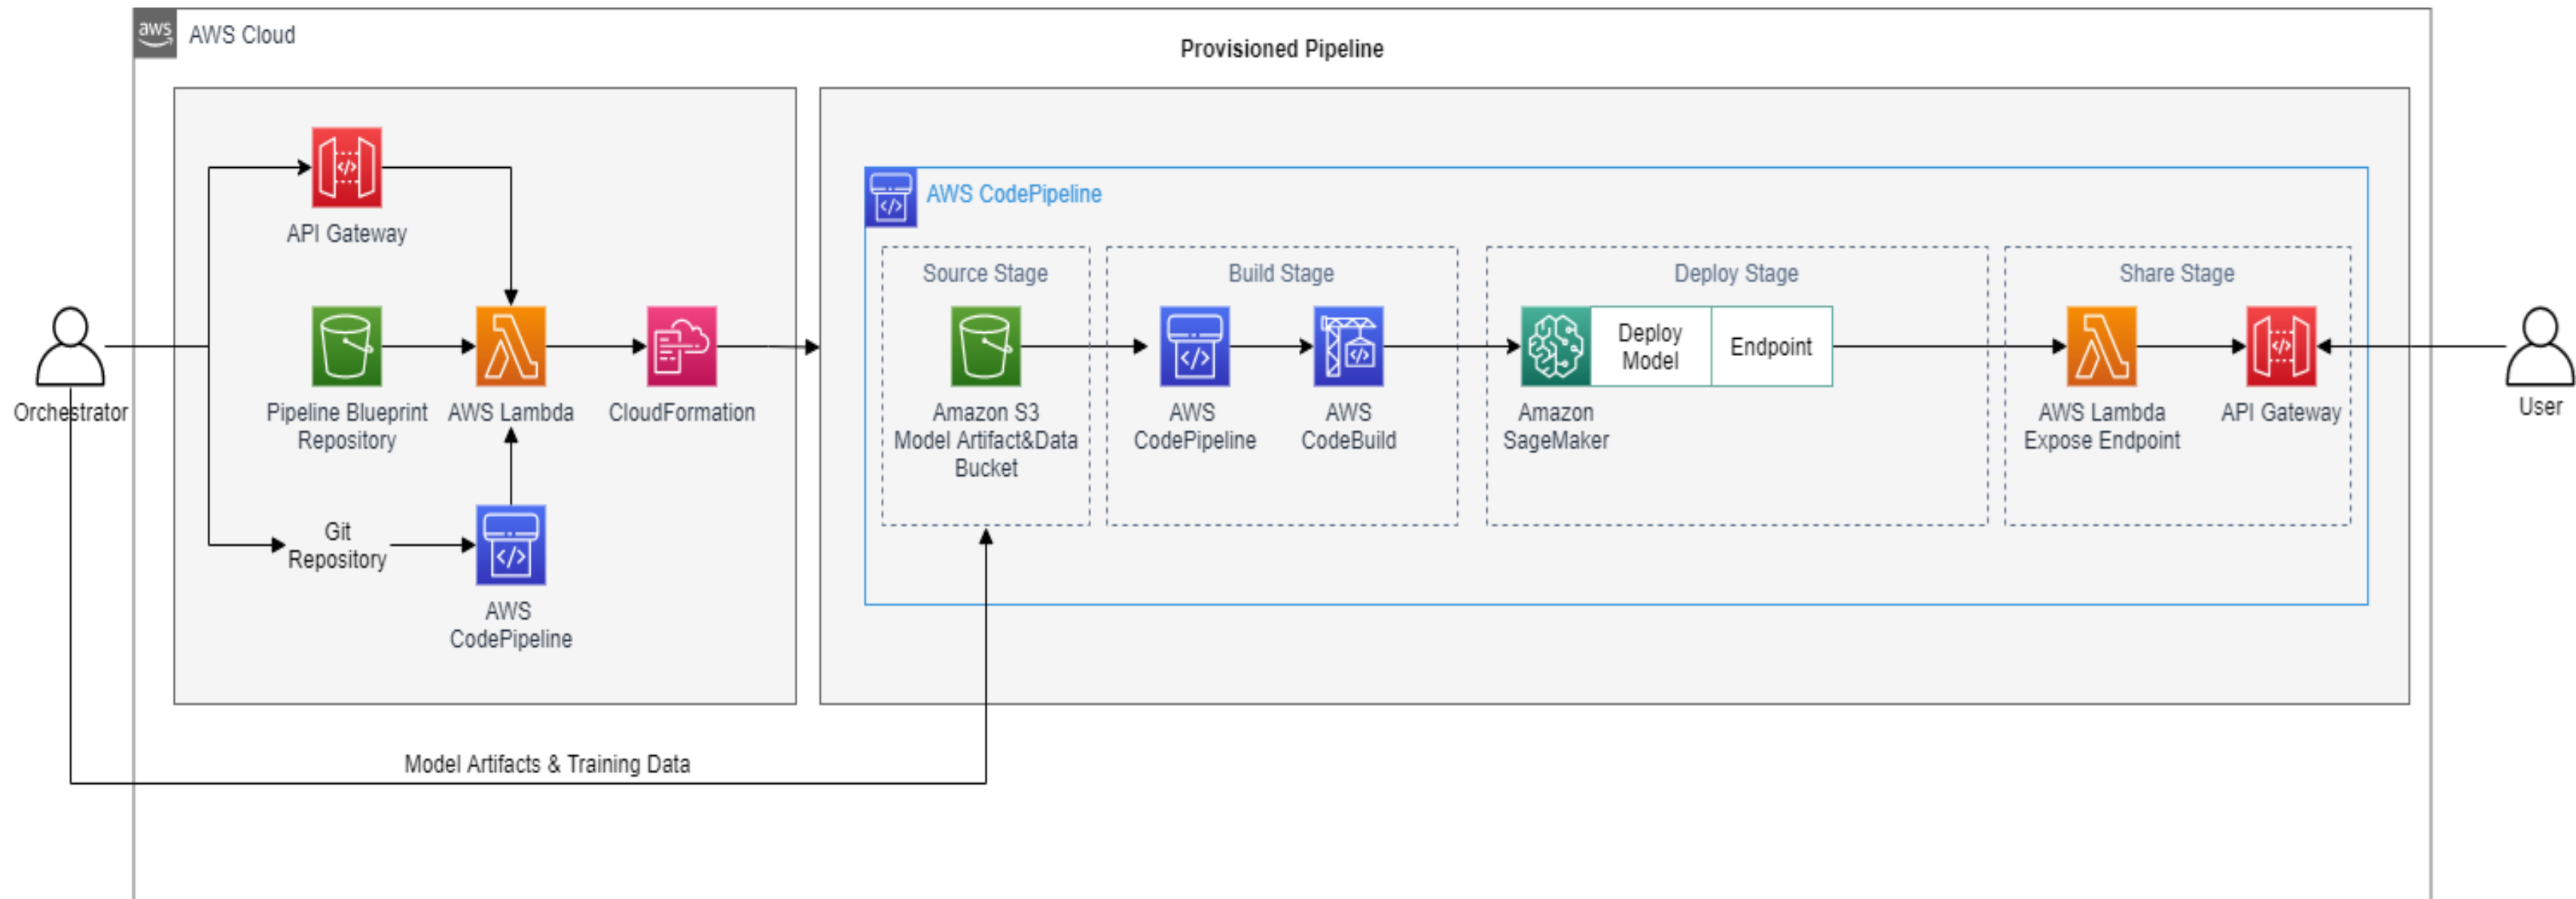 aws
AWS Cloud
Provisioned Pipeline
API Gateway
Pipeline Blueprint
Repository
AWS Lambda
CloudFormation
Git
Repository
AWS
CodePipeline
Orchestrator
Model Artifacts & Training Data
AWS CodePipeline
Source Stage
Amazon S3
Model Artifact&Data
Bucket
Build Stage
AWS
CodePipeline
AWS
CodeBuild
Deploy Stage
Deploy
Model
Endpoint
Amazon
SageMaker
Share Stage
AWS Lambda
Expose Endpoint
API Gateway
User